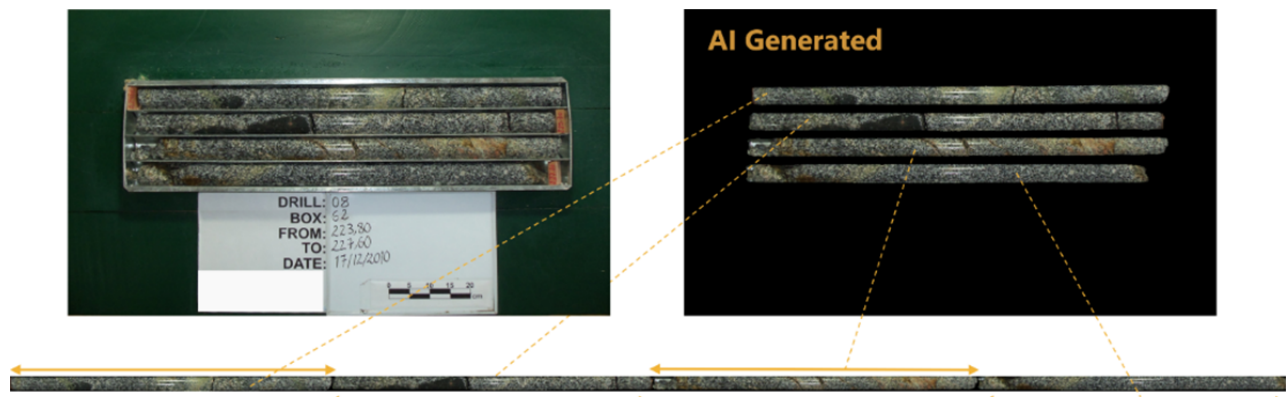 AI Generated
DRILL: 08
BOX: 62
FROM: 223,80
TO: 227,60
DATE: 17/12/2010
0 5 10 15 20
cm